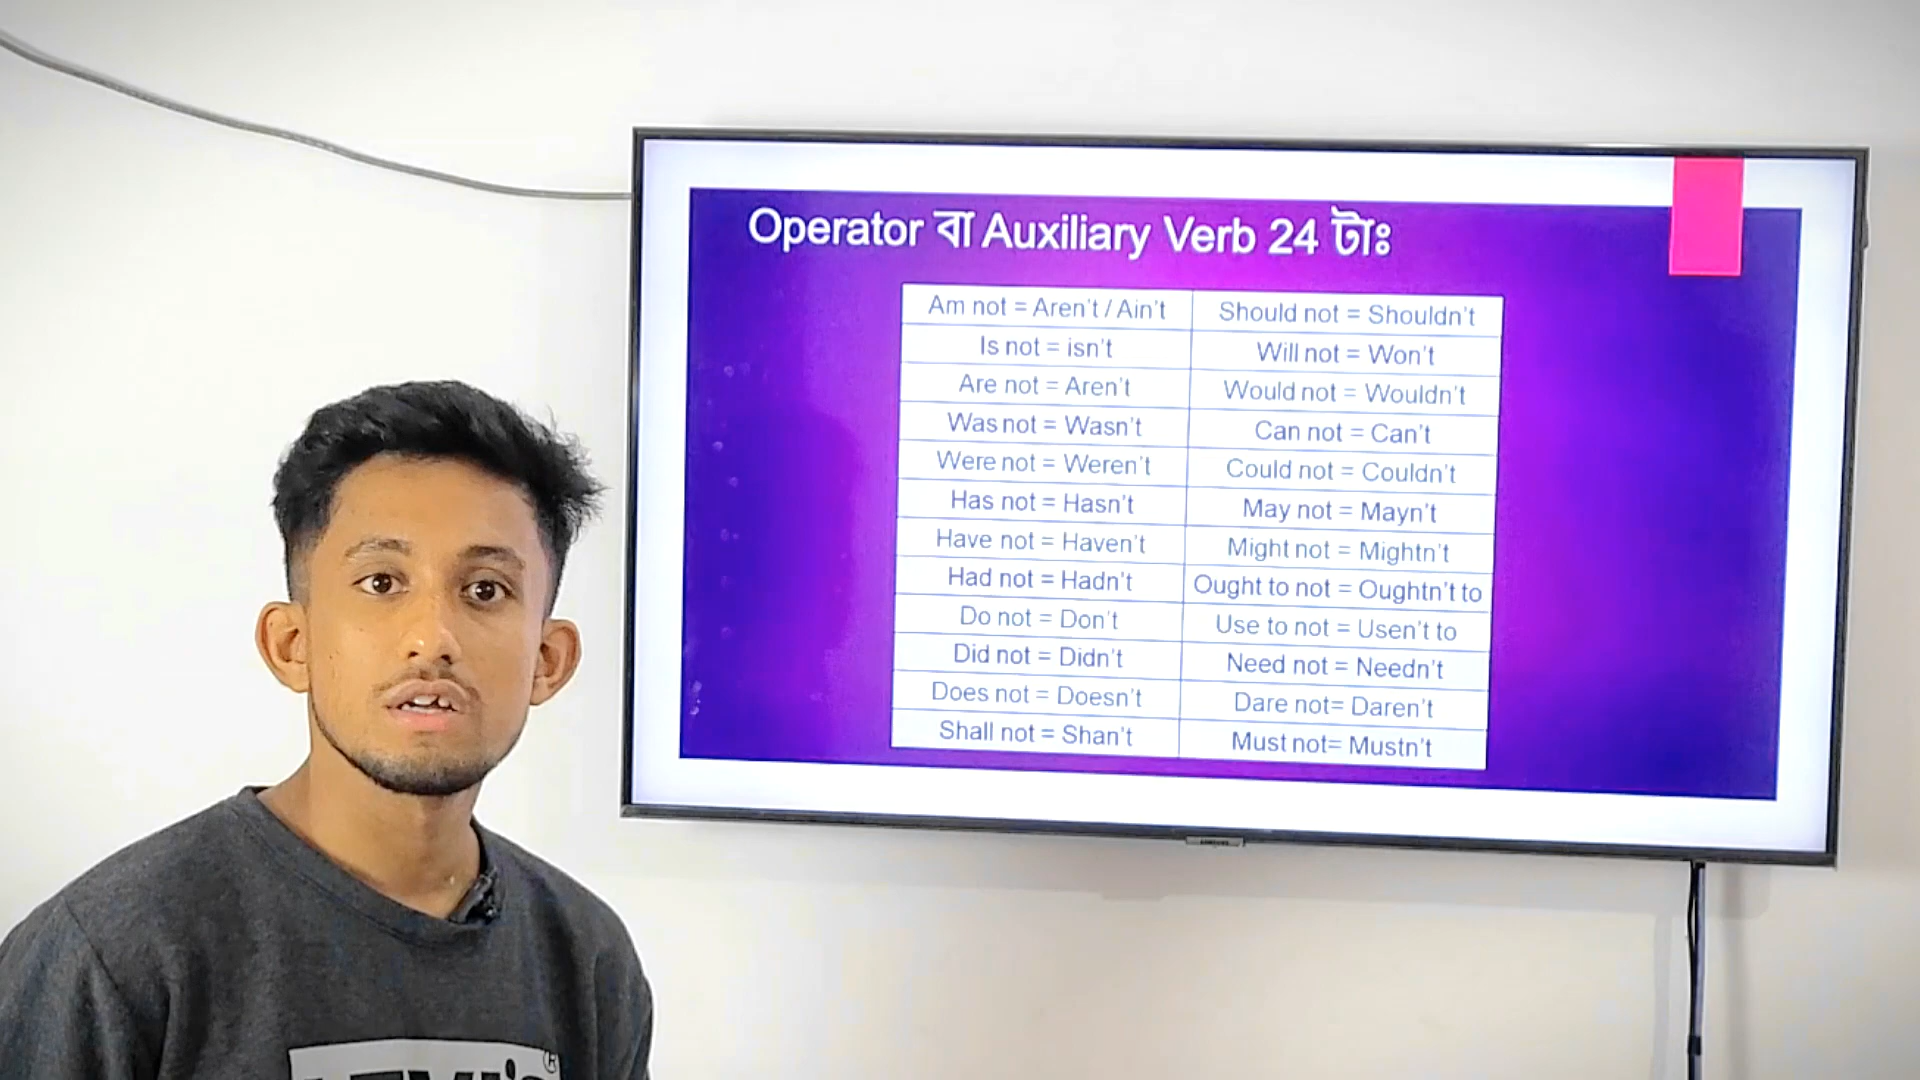 Operator বা Auxiliary Verb 24 টাঃ
Am not = Aren't / Ain't
Is not = isn't
Are not = Aren't
Was not = Wasn't
Were not = Weren't
Has not = Hasn't
Have not = Haven't
Had not = Hadn't
Do not = Don't
Did not = Didn't
Does not = Doesn't
Shall not = Shan't
Should not = Shouldn't
Will not = Won't
Would not = Wouldn't
Can not = Can't
Could not = Couldn't
May not = Mayn't
Might not = Mightn't
Ought to not = Oughtn't to
Use to not = Usen't to
Need not = Needn't
Dare not= Daren't
Must not= Mustn't
SAMSUNG